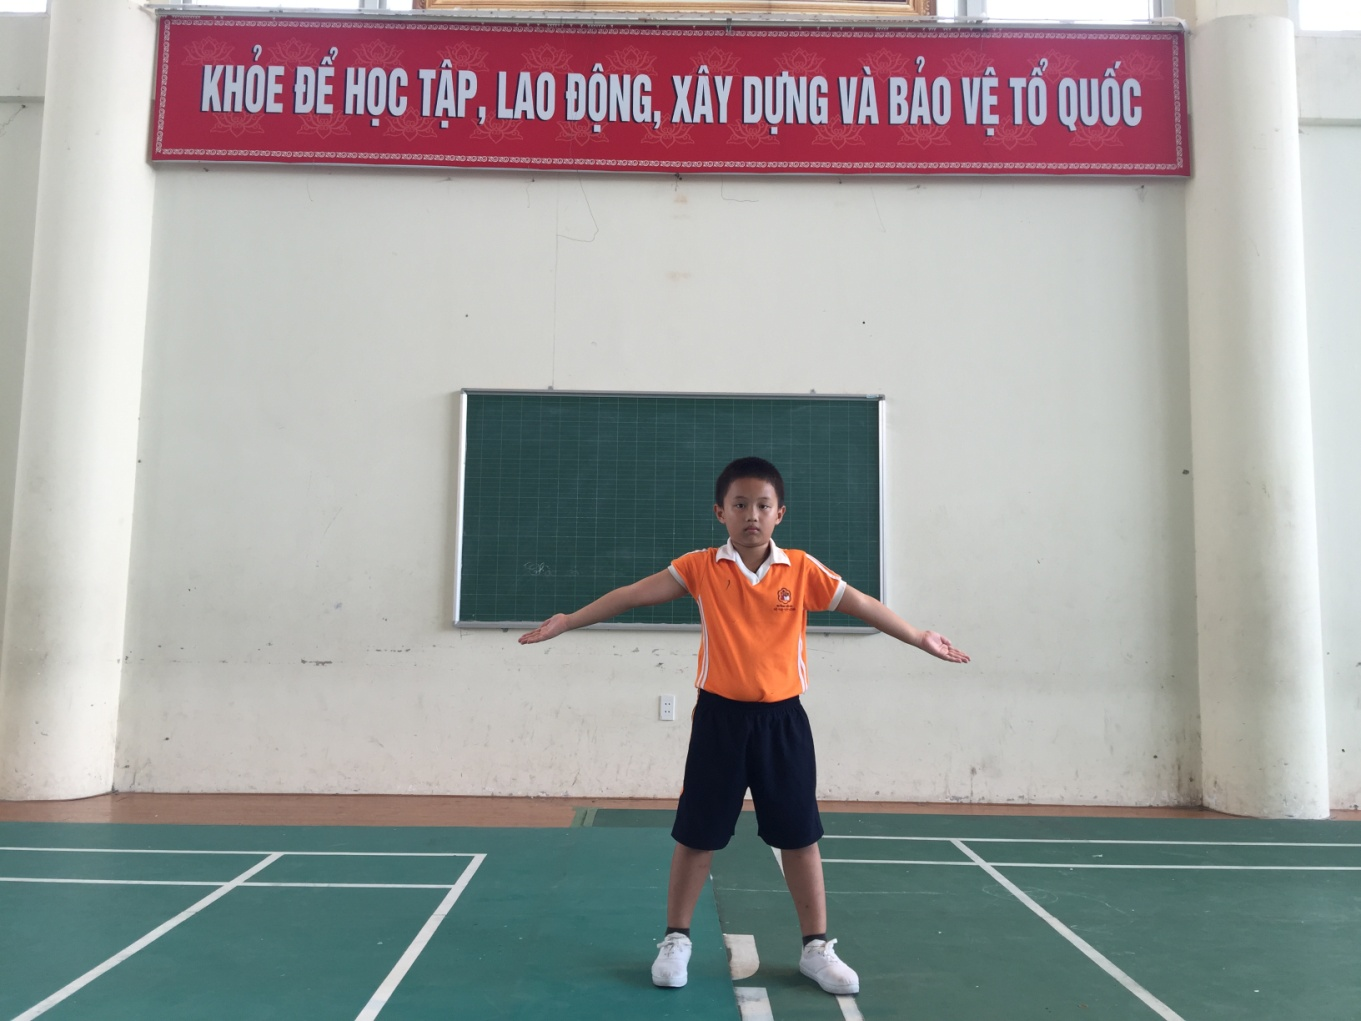 KHỎE ĐỂ HỌC TẬP, LAO ĐỘNG, XÂY DỰNG VÀ BẢO VỆ TỔ QUỐC